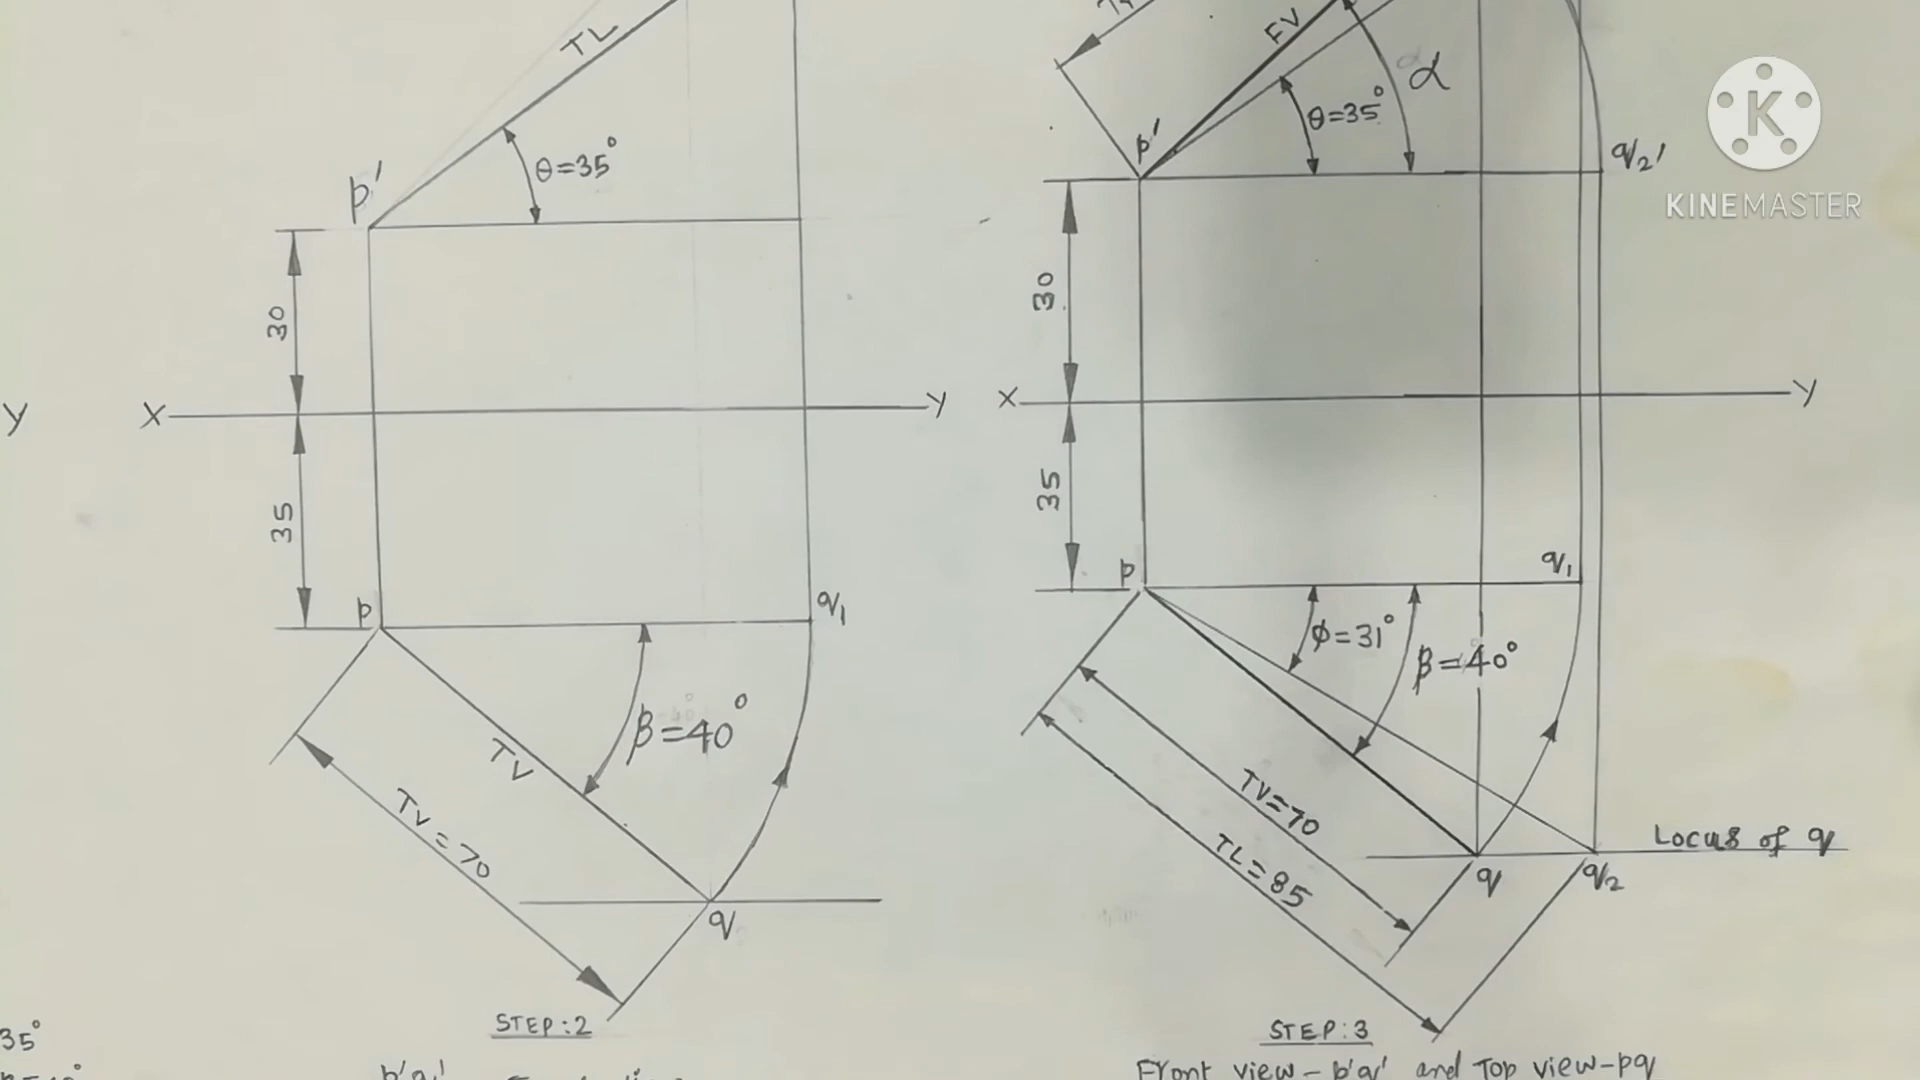 TL
θ=35°
p'
30
35
X
Y
Y
p
q1
β=40°
TV
TV=70
q
STEP:2
35°
FV
α
θ=35°
p'
q2'
30
35
X
Y
p
q1
φ=31°
β=40°
TV=70
TL=85
Locus of q
q
q2
STEP:3
Front view - p'q' and Top view-pq
K
KINEMASTER